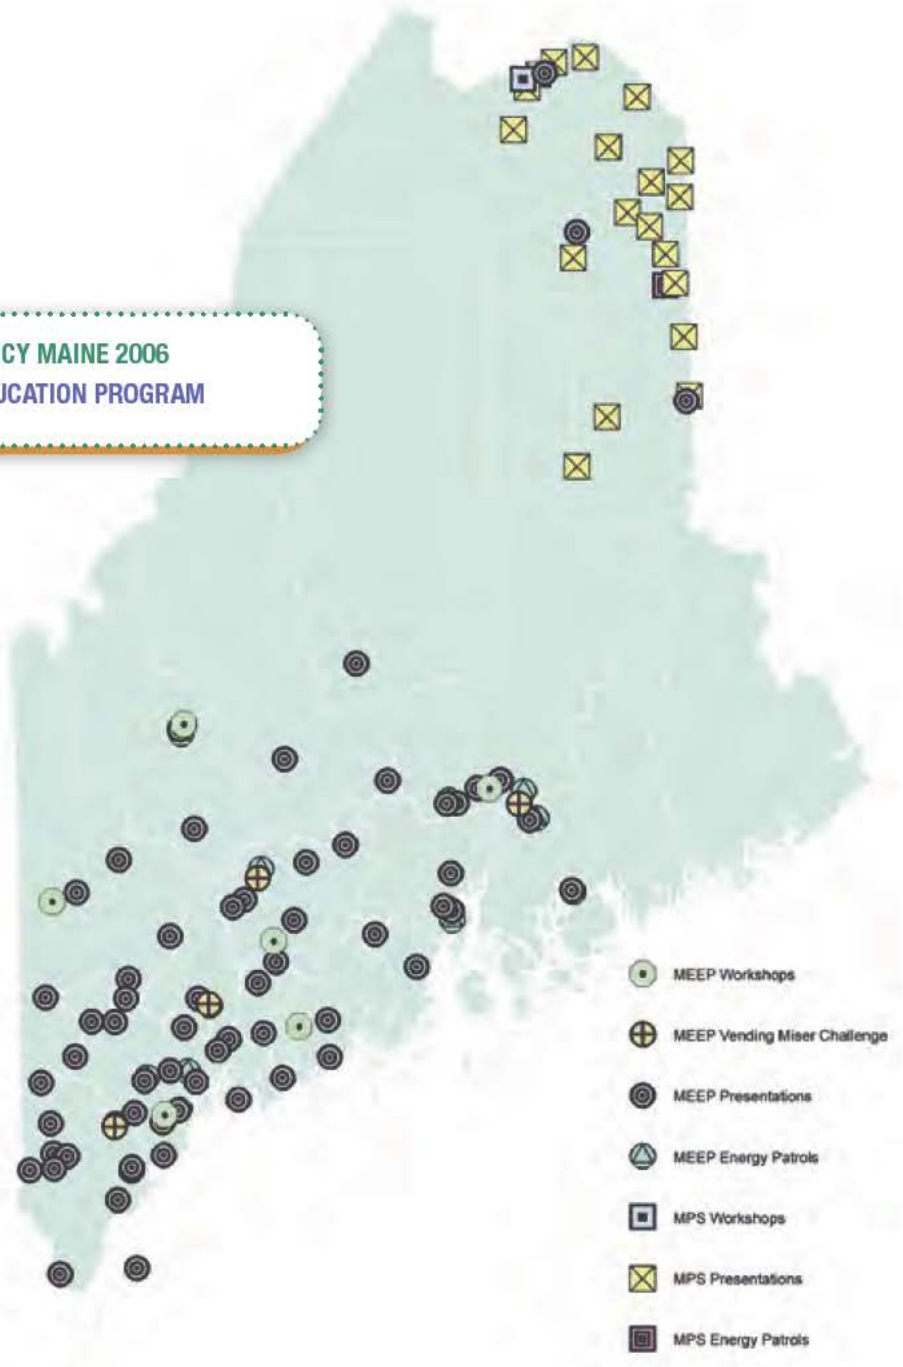 CY MAINE 2006
UCATION PROGRAM
MEEP Workshops
MEEP Vending Miser Challenge
MEEP Presentations
MEEP Energy Patrols
MPS Workshops
MPS Presentations
MPS Energy Patrols